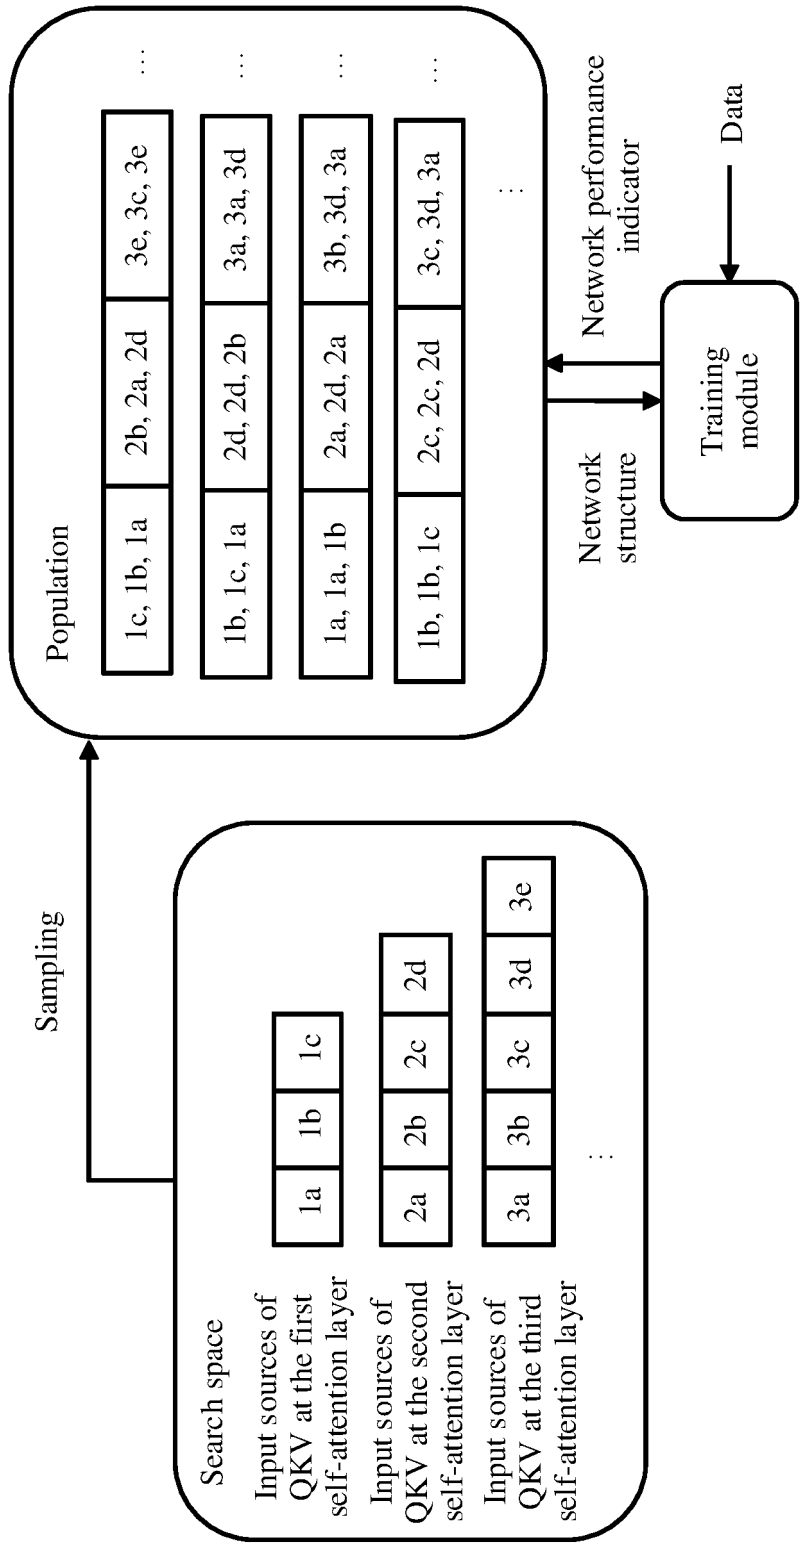 Search space
Input sources of
QKV at the first
self-attention layer
1a
1b
1c
Input sources of
QKV at the second
self-attention layer
2a
2b
2c
2d
Input sources of
QKV at the third
self-attention layer
3a
3b
3c
3d
3e
⋮
Sampling
Population
1c, 1b, 1a
2b, 2a, 2d
3e, 3c, 3e
…
1b, 1c, 1a
2d, 2d, 2b
3a, 3a, 3d
…
1a, 1a, 1b
2a, 2d, 2a
3b, 3d, 3a
…
1b, 1b, 1c
2c, 2c, 2d
3c, 3d, 3a
…
⋮
Network
structure
Network performance
indicator
Training
module
Data